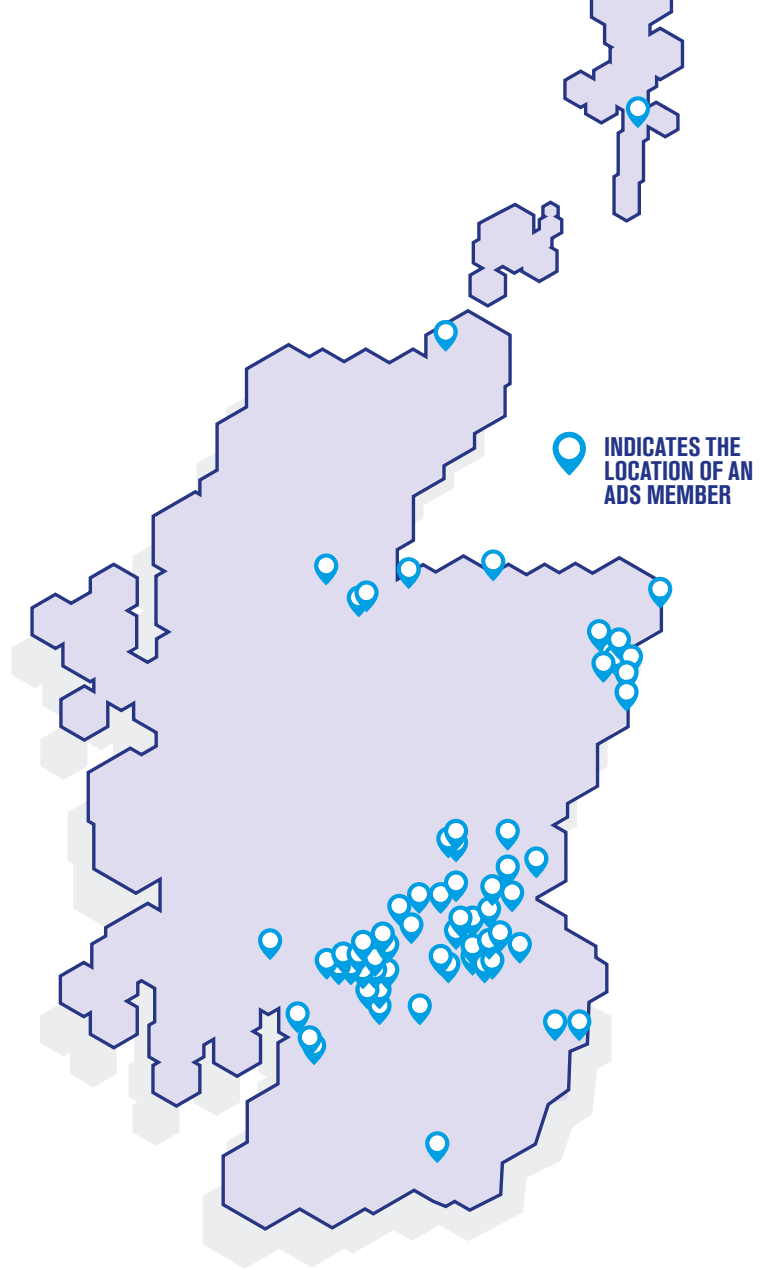 INDICATES THE
LOCATION OF AN
ADS MEMBER